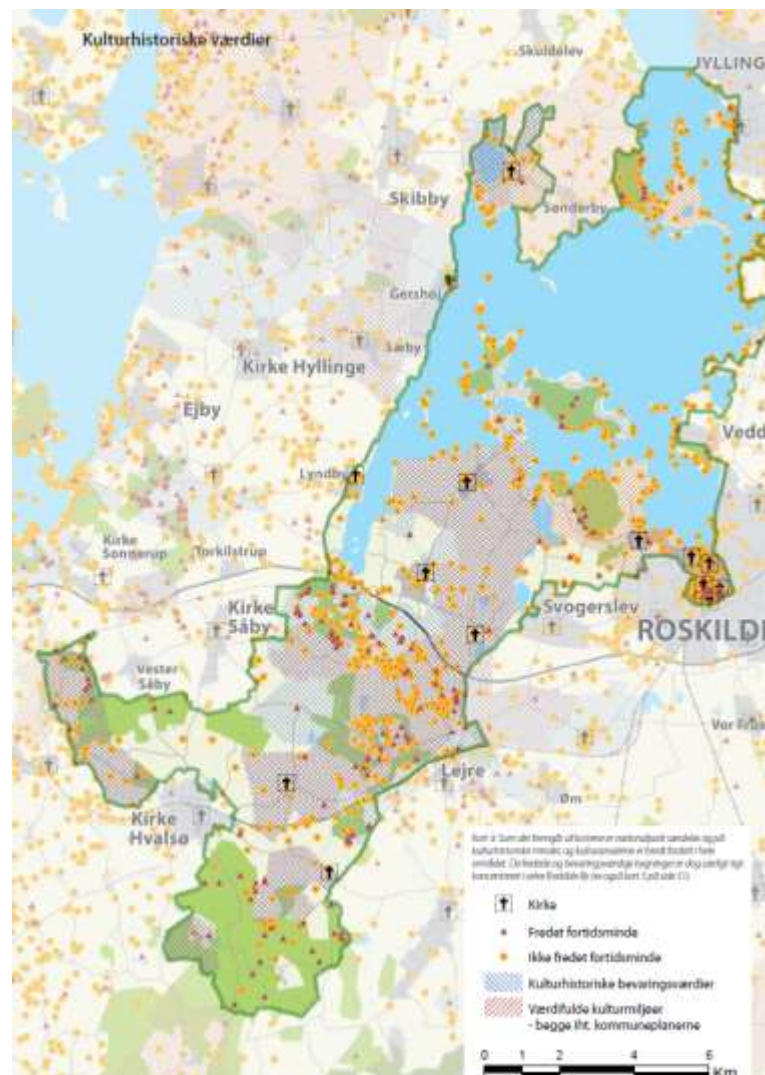 Kulturhistoriske værdier
Skuldelev
JYLLING
Skibby
Sønderby
Gershøj
Læby
Kirke Hyllinge
Ejby
Vedd
Lyndby
Kirke
Sonnerup
Torkilstrup
Kirke
Såby
Svogerslev
ROSKILD
Vester
Såby
Vor Frue
Lejre
Øm
Kirke
Hvalsø
Kirke
Fredet fortidsminde
Ikke fredet fortidsminde
Kulturhistoriske bevaringsværdier
Værdifulde kulturmiljøer
- begge iht. kommuneplanerne
0 1 2 4 6
Km